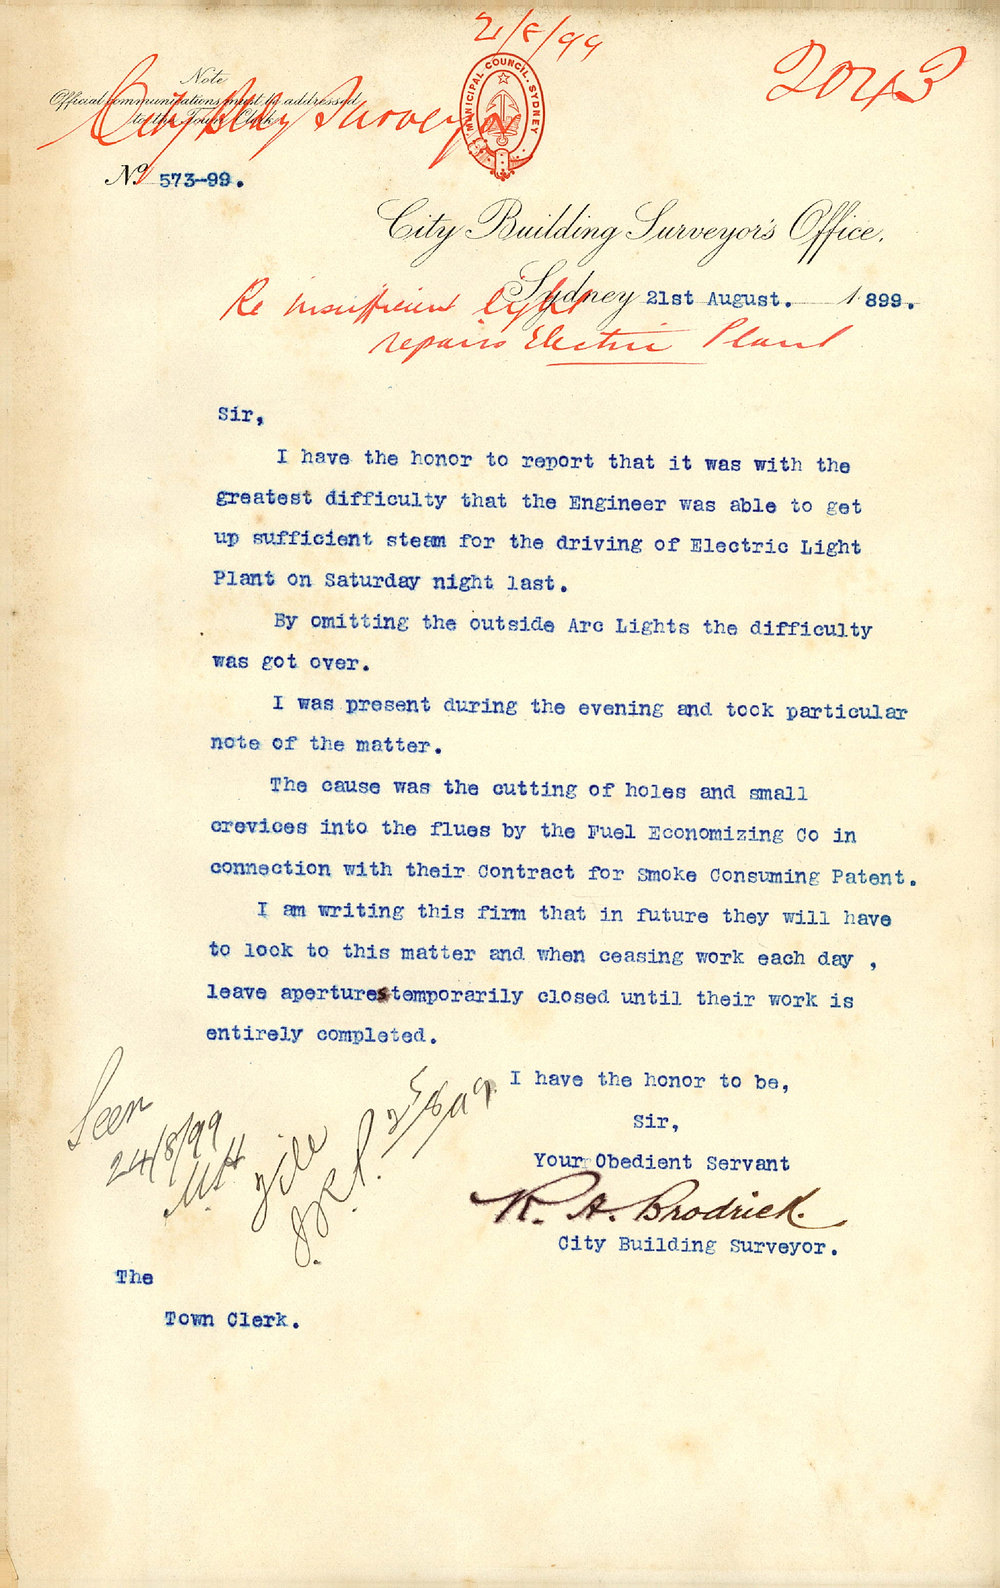 21/8/99
2043
MUNICIPAL COUNCIL. SYDNEY
Note
Official communications must be addressed
to the Town Clerk
City Bldg Surveyor
No. 573-99.
City Building Surveyor's Office,
Sydney 21st August. 1899.
Re insufficient light
repairs Electric Plant
Sir,
I have the honor to report that it was with the
greatest difficulty that the Engineer was able to get
up sufficient steam for the driving of Electric Light
Plant on Saturday night last.
By omitting the outside Arc Lights the difficulty
was got over.
I was present during the evening and took particular
note of the matter.
The cause was the cutting of holes and small
crevices into the flues by the Fuel Economizing Co in
connection with their Contract for Smoke Consuming Patent.
I am writing this firm that in future they will have
to look to this matter and when ceasing work each day ,
leave apertures temporarily closed until their work is
entirely completed.
I have the honor to be,
Sir,
Your Obedient Servant
R. A. Brodrick.
City Building Surveyor.
Seen
24/8/99
File
The
Town Clerk.